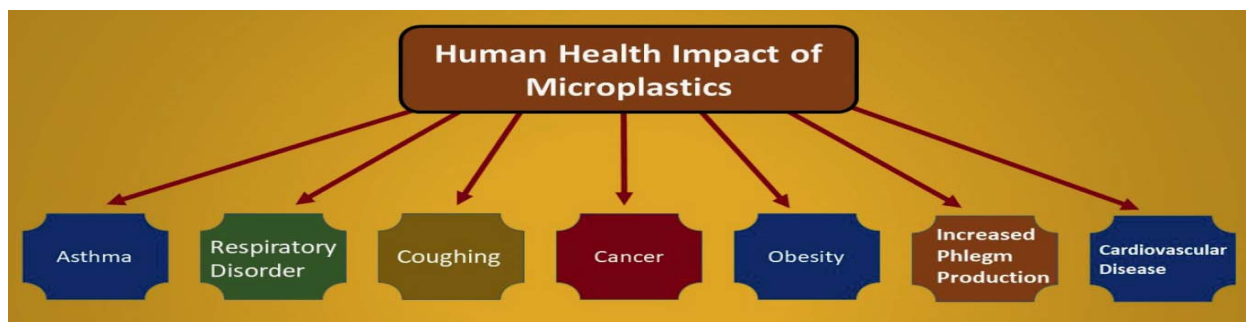 Human Health Impact of
Microplastics
Asthma
Respiratory
Disorder
Coughing
Cancer
Obesity
Increased
Phlegm
Production
Cardiovascular
Disease